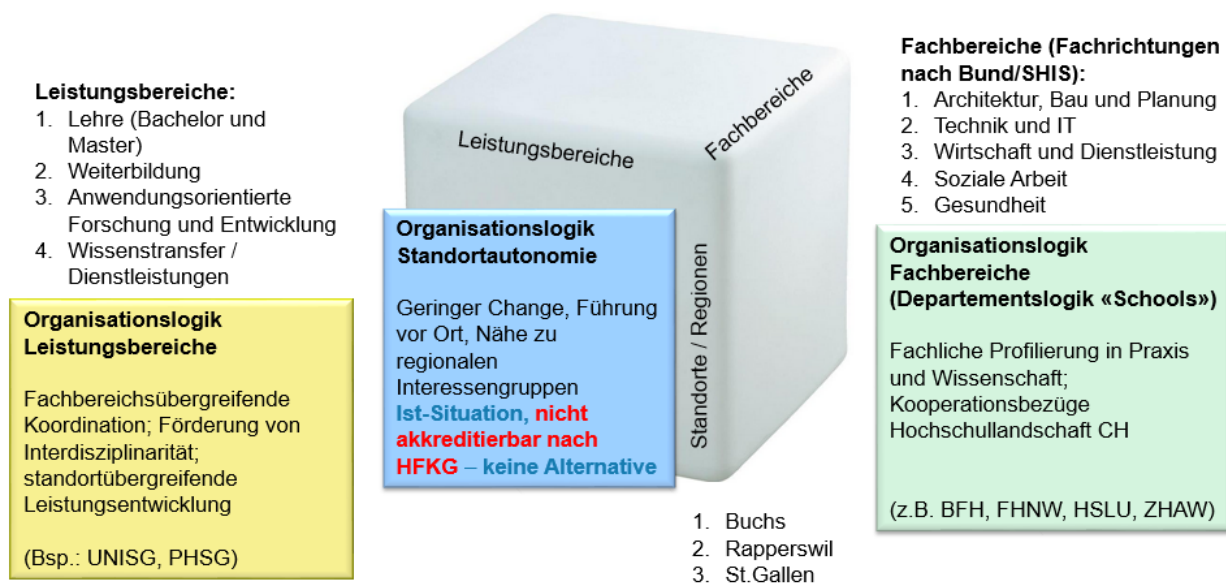 Leistungsbereiche:
1. Lehre (Bachelor und
Master)
2. Weiterbildung
3. Anwendungsorientierte
Forschung und Entwicklung
4. Wissenstransfer /
Dienstleistungen
Organisationslogik
Leistungsbereiche
Fachbereichsübergreifende
Koordination; Förderung von
Interdisziplinarität;
standortübergreifende
Leistungsentwicklung
(Bsp.: UNISG, PHSG)
Leistungsbereiche
Fachbereiche
Standorte / Regionen
Organisationslogik
Standortautonomie
Geringer Change, Führung
vor Ort, Nähe zu
regionalen
Interessengruppen
Ist-Situation, nicht
akkreditierbar nach
HFKG – keine Alternative
1. Buchs
2. Rapperswil
3. St.Gallen
Fachbereiche (Fachrichtungen
nach Bund/SHIS):
1. Architektur, Bau und Planung
2. Technik und IT
3. Wirtschaft und Dienstleistung
4. Soziale Arbeit
5. Gesundheit
Organisationslogik
Fachbereiche
(Departementslogik «Schools»)
Fachliche Profilierung in Praxis
und Wissenschaft;
Kooperationsbezüge
Hochschullandschaft CH
(z.B. BFH, FHNW, HSLU, ZHAW)